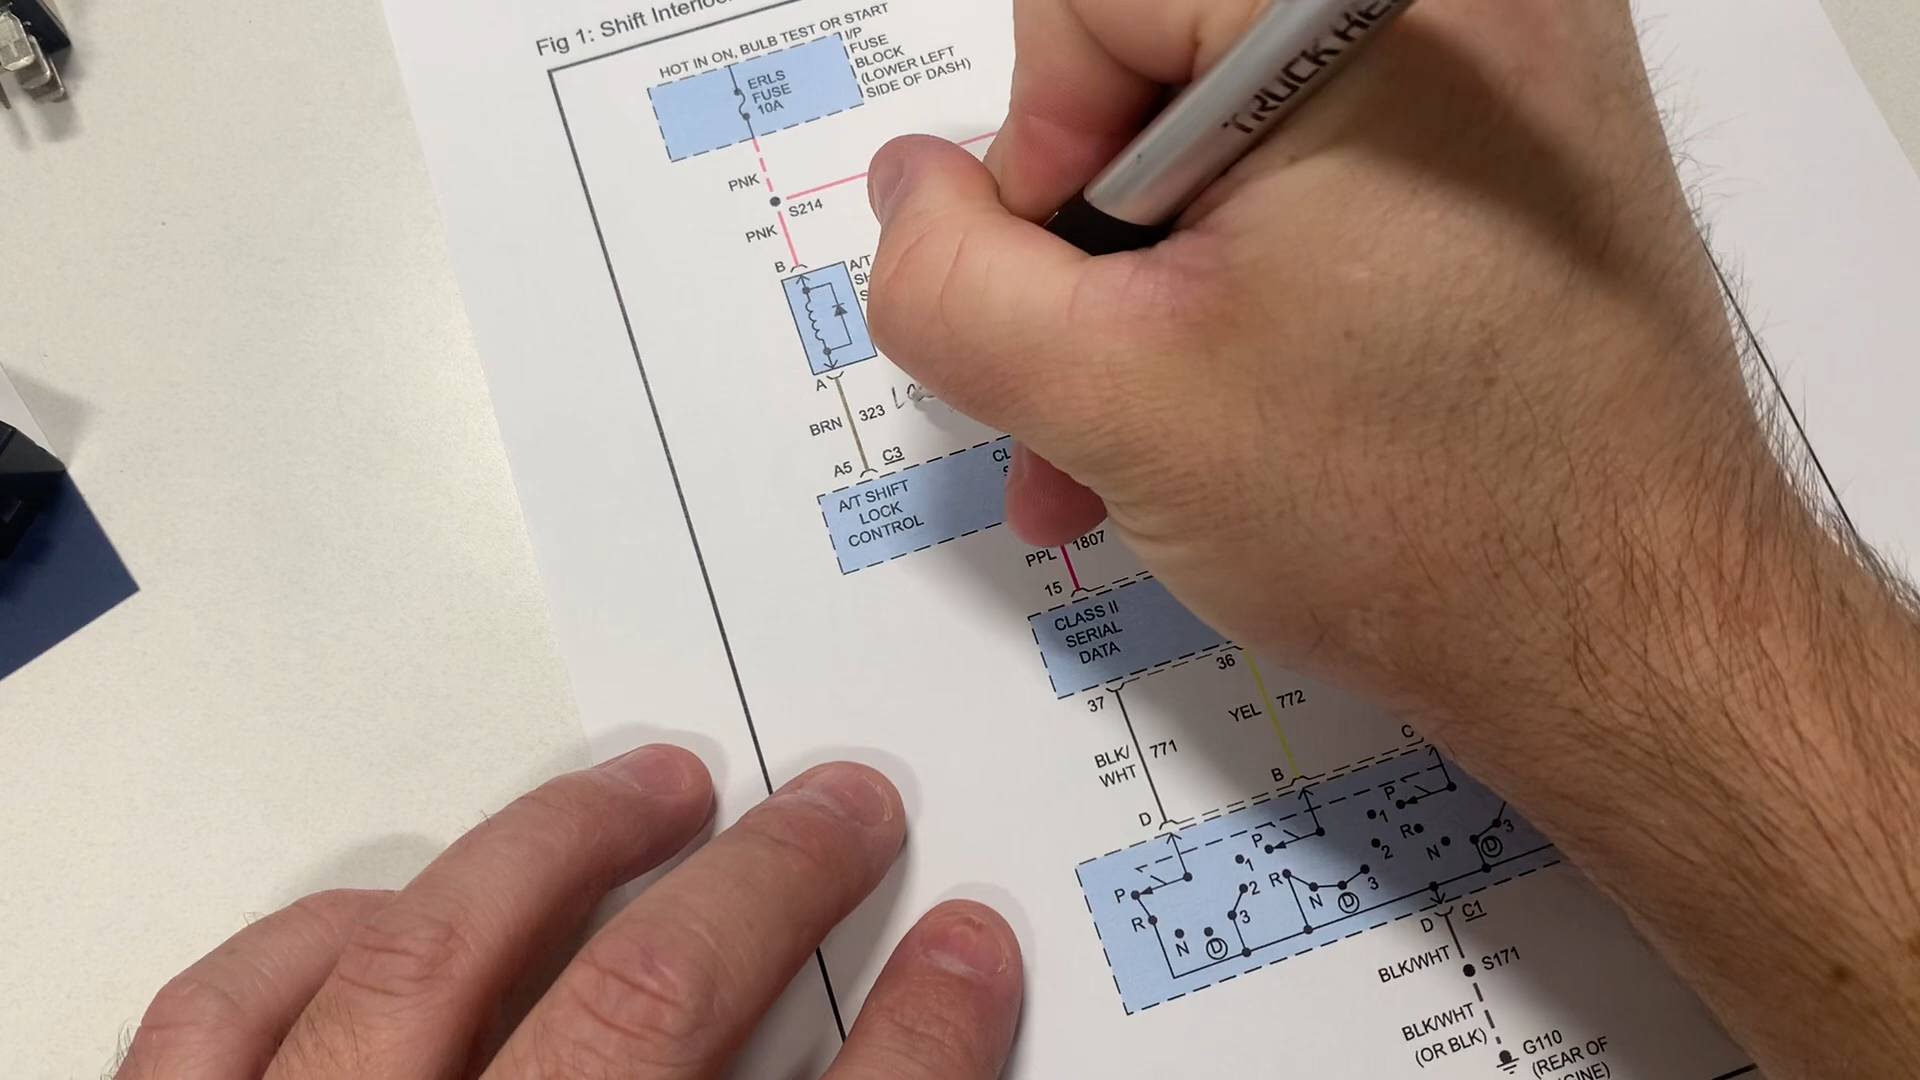 Fig 1: Shift
HOT IN ON, BULB TEST OR START
I/P
FUSE
BLOCK
(LOWER LEFT
SIDE OF DASH)
ERLS
FUSE
10A
TRUCK
PNK
S214
PNK
B
A/T
A
BRN
323
A5
C3
A/T SHIFT
LOCK
CONTROL
PPL
1807
15
CLASS II
SERIAL
DATA
36
37
YEL
772
BLK/
WHT
771
C
B
D
P
R
N
D
1
2
3
P
R
N
D
1
2
3
P
R
N
D
3
D
C1
BLK/WHT
S171
BLK/WHT
(OR BLK)
G110
(REAR OF